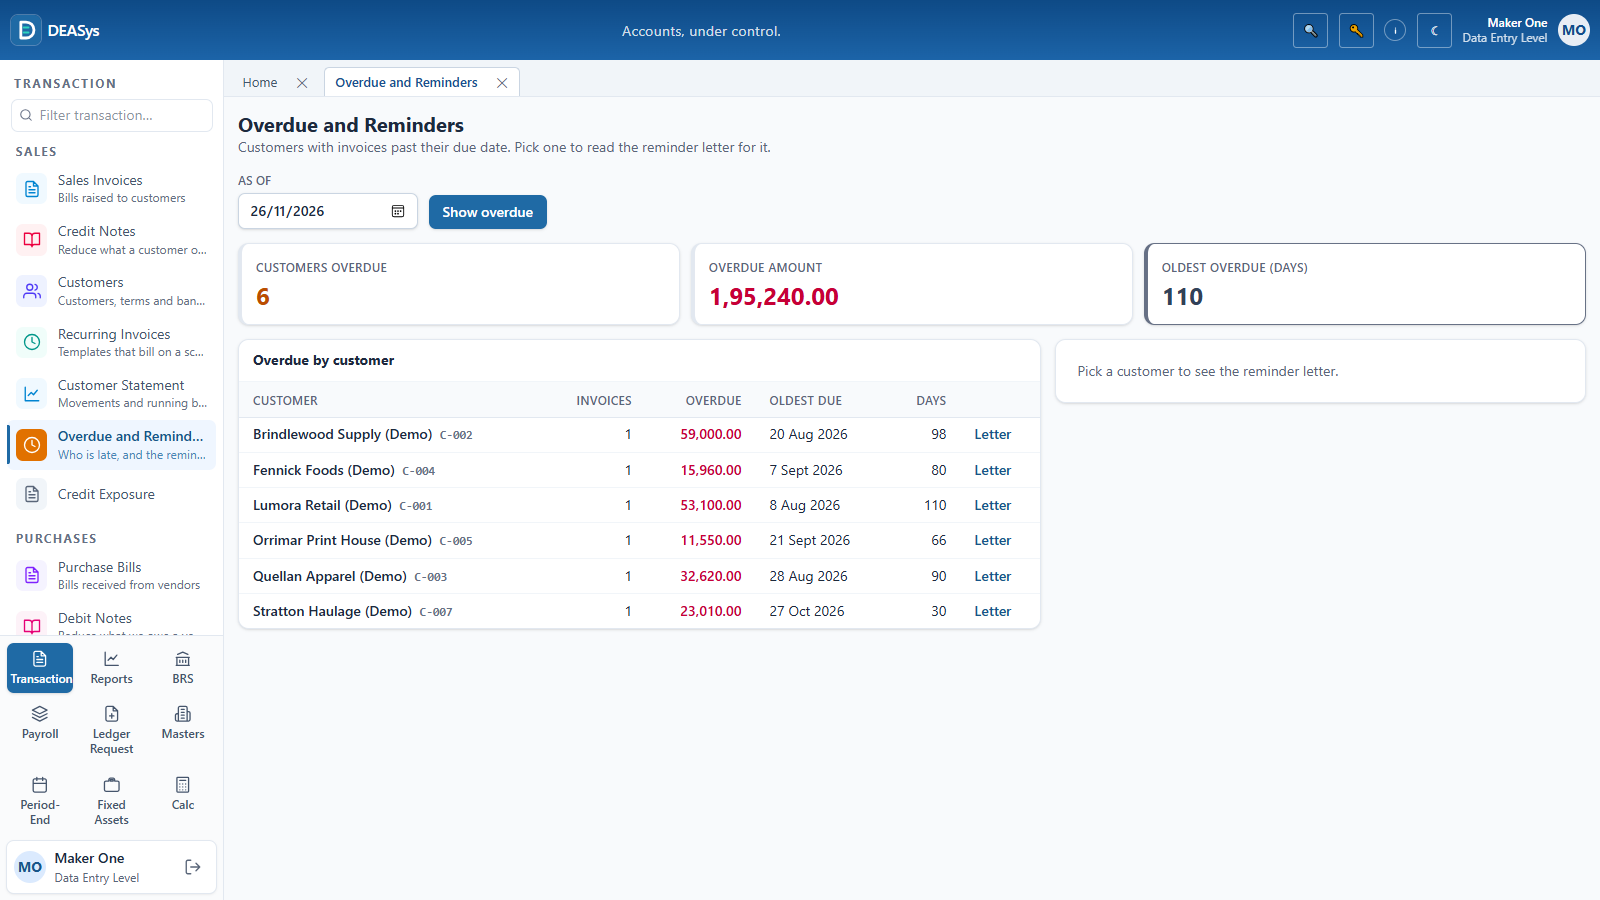 DEASys
Accounts, under control.
Maker One
Data Entry Level
MO
TRANSACTION
Filter transaction...
SALES
Sales Invoices
Bills raised to customers
Credit Notes
Reduce what a customer o...
Customers
Customers, terms and ban...
Recurring Invoices
Templates that bill on a sc...
Customer Statement
Movements and running b...
Overdue and Remind...
Who is late, and the remin...
Credit Exposure
PURCHASES
Purchase Bills
Bills received from vendors
Debit Notes
Transaction
Reports
BRS
Payroll
Ledger
Request
Masters
Period-
End
Fixed
Assets
Calc
MO
Maker One
Data Entry Level
Home
Overdue and Reminders
Overdue and Reminders
Customers with invoices past their due date. Pick one to read the reminder letter for it.
AS OF
26/11/2026
Show overdue
CUSTOMERS OVERDUE
6
OVERDUE AMOUNT
1,95,240.00
OLDEST OVERDUE (DAYS)
110
Overdue by customer
CUSTOMER INVOICES OVERDUE OLDEST DUE DAYS
Brindlewood Supply (Demo) C-002 1 59,000.00 20 Aug 2026 98 Letter
Fennick Foods (Demo) C-004 1 15,960.00 7 Sept 2026 80 Letter
Lumora Retail (Demo) C-001 1 53,100.00 8 Aug 2026 110 Letter
Orrimar Print House (Demo) C-005 1 11,550.00 21 Sept 2026 66 Letter
Quellan Apparel (Demo) C-003 1 32,620.00 28 Aug 2026 90 Letter
Stratton Haulage (Demo) C-007 1 23,010.00 27 Oct 2026 30 Letter
Pick a customer to see the reminder letter.